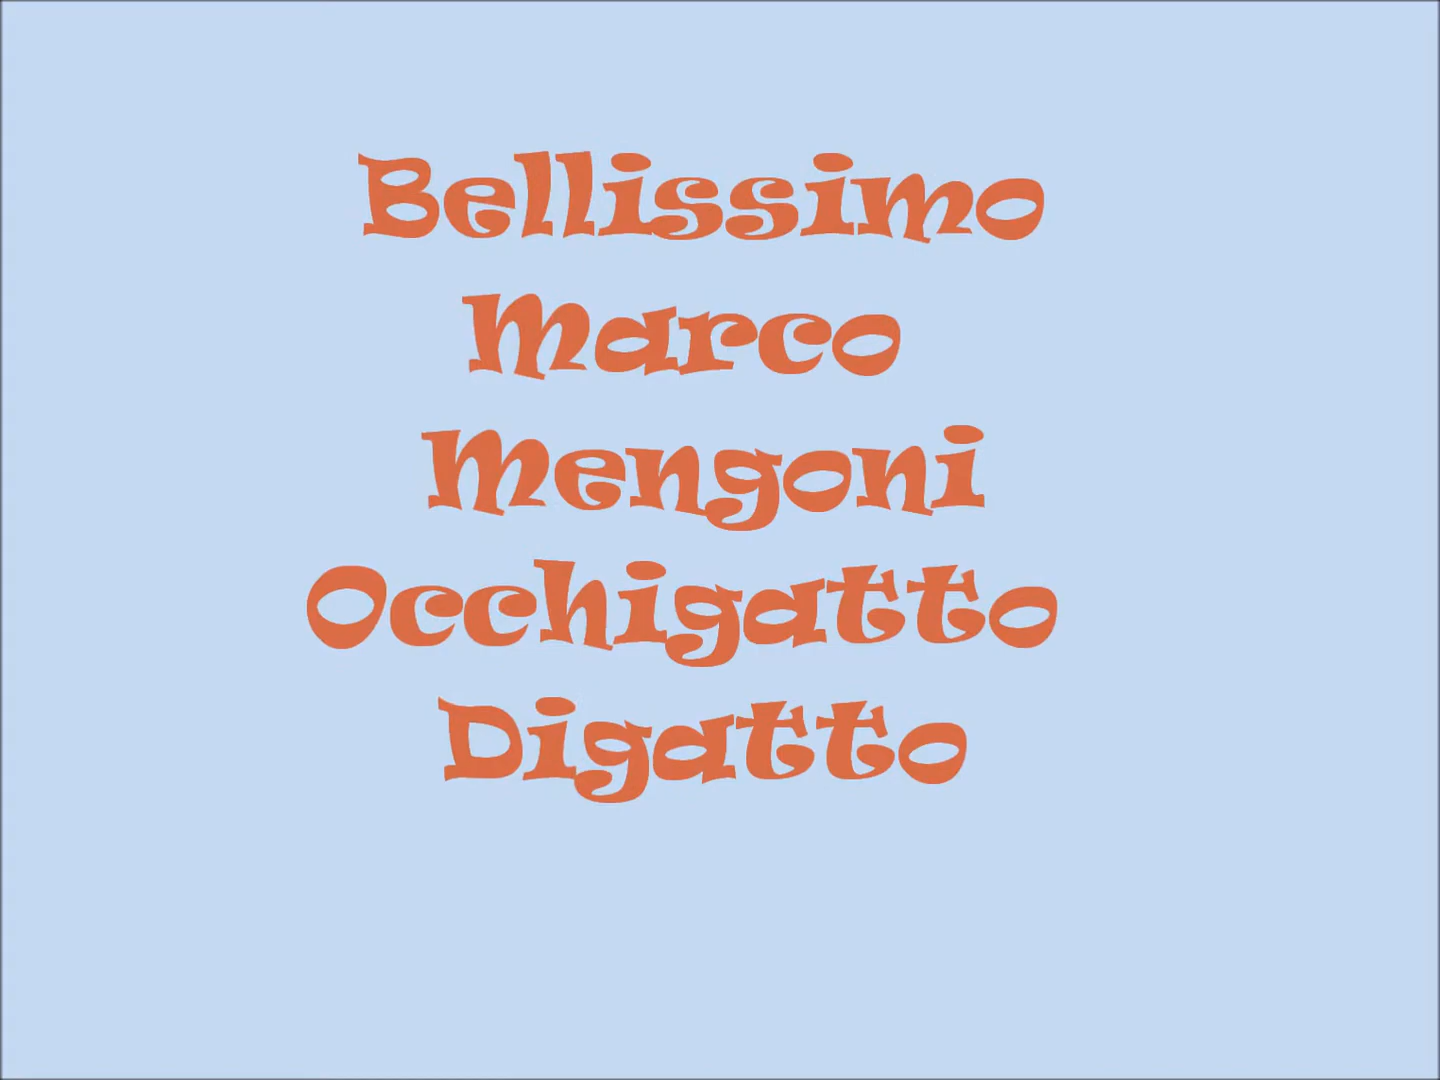 Bellissimo
Marco
Mengoni
Occhigatto
Digatto